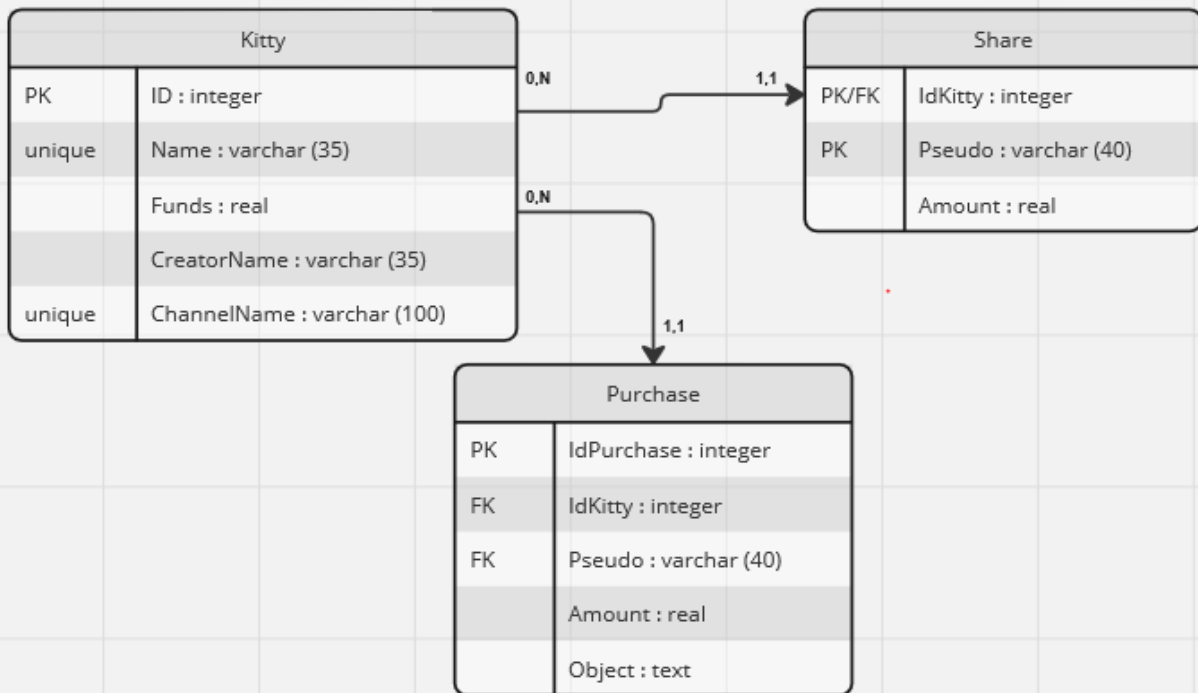 Kitty
PK ID : integer
unique Name : varchar (35)
Funds : real
CreatorName : varchar (35)
unique ChannelName : varchar (100)
0,N
1,1
Share
PK/FK IdKitty : integer
PK Pseudo : varchar (40)
Amount : real
0,N
1,1
Purchase
PK IdPurchase : integer
FK IdKitty : integer
FK Pseudo : varchar (40)
Amount : real
Object : text